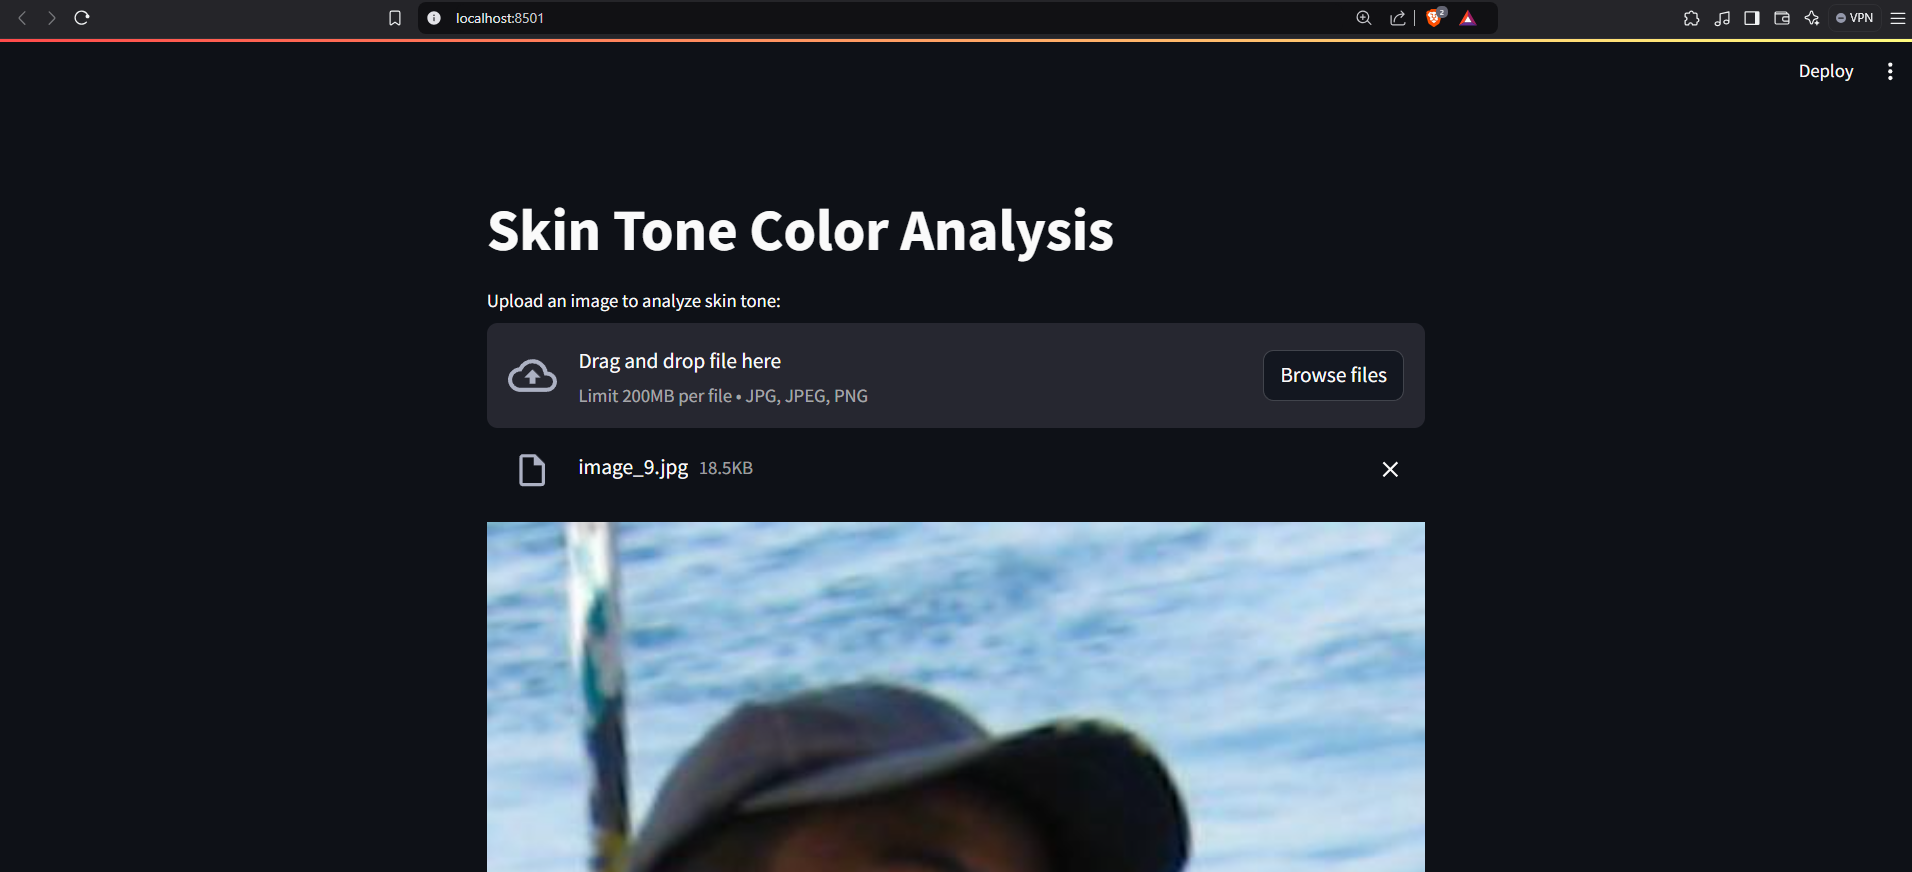 localhost:8501
2
VPN
Deploy
Skin Tone Color Analysis
Upload an image to analyze skin tone:
Drag and drop file here
Limit 200MB per file • JPG, JPEG, PNG
Browse files
image_9.jpg 18.5KB